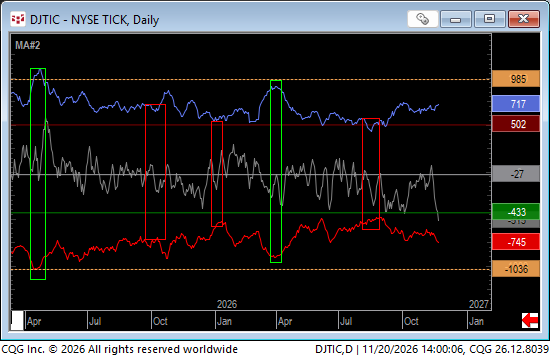 DJTIC - NYSE TICK, Daily
MA#2
985
717
502
-27
-433
-745
-1036
2026
2027
Apr
Jul
Oct
Jan
Apr
Jul
Oct
Jan
CQG Inc. © 2026 All rights reserved worldwide
DJTIC,D | 11/20/2026 14:00:06, CQG 26.12.8039